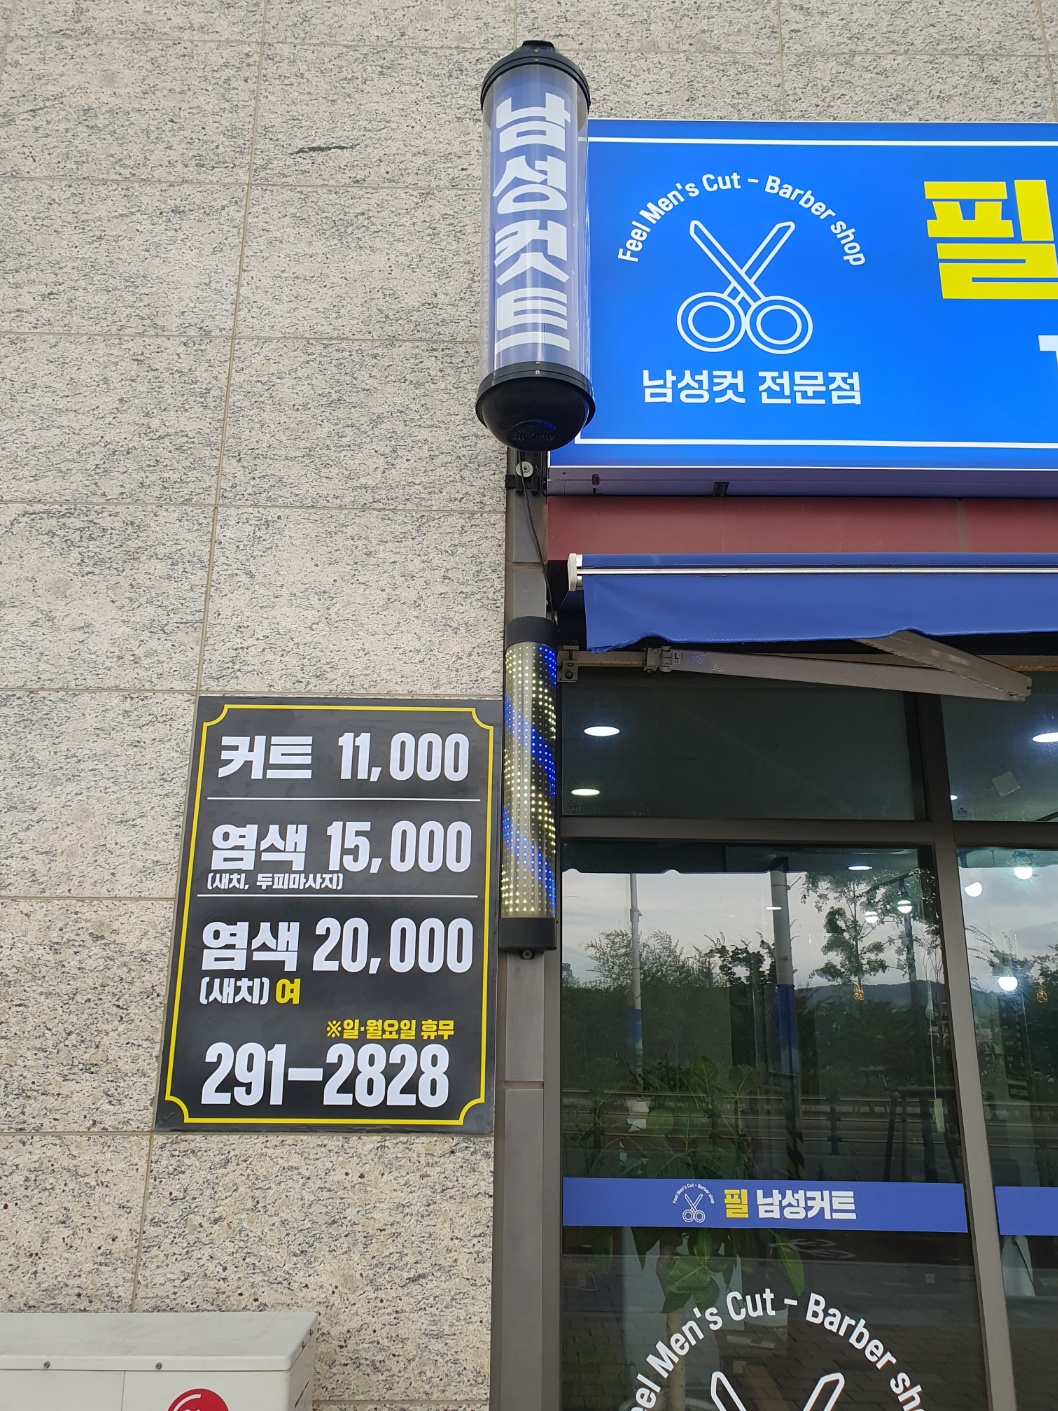 남성커트
Feel Men's Cut - Barber shop
필
남성컷 전문점
커트 11,000
염색 15,000
(새치, 두피마사지)
염색 20,000
(새치) 여
※일·월요일 휴무
291-2828
필 남성커트
Men's Cut - Barber